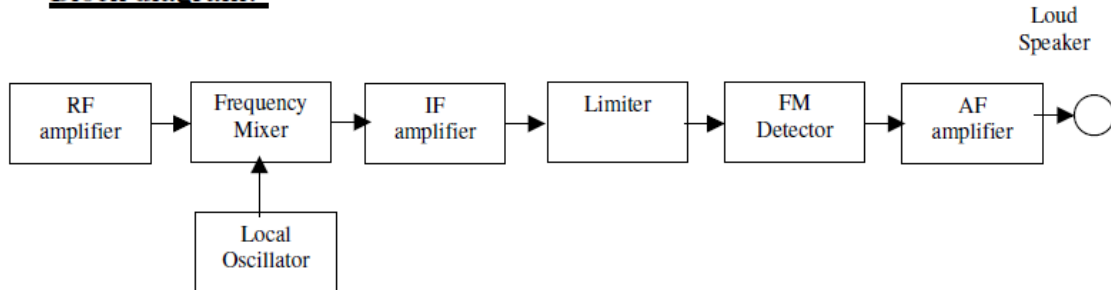 Loud
Speaker
RF
amplifier
Frequency
Mixer
IF
amplifier
Limiter
FM
Detector
AF
amplifier
Local
Oscillator